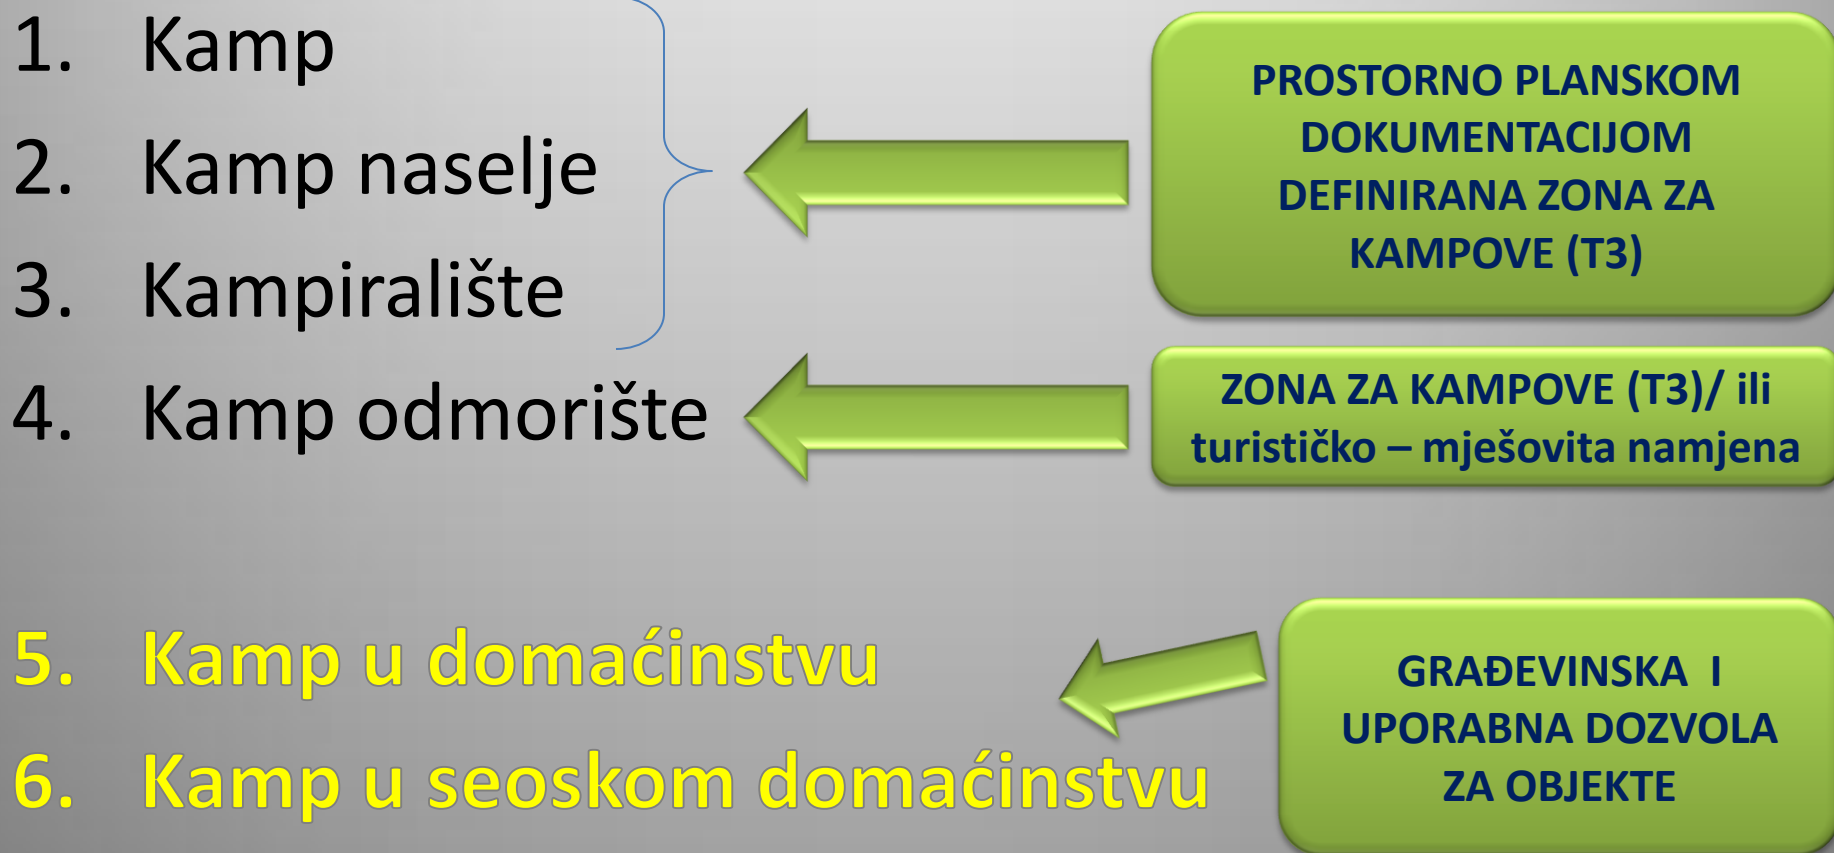 1. Kamp
2. Kamp naselje
3. Kampiralište
4. Kamp odmorište
5. Kamp u domaćinstvu
6. Kamp u seoskom domaćinstvu
PROSTORNO PLANSKOM
DOKUMENTACIJOM
DEFINIRANA ZONA ZA
KAMPOVE (T3)
ZONA ZA KAMPOVE (T3)/ ili
turističko – mješovita namjena
GRAĐEVINSKA I
UPORABNA DOZVOLA
ZA OBJEKTE